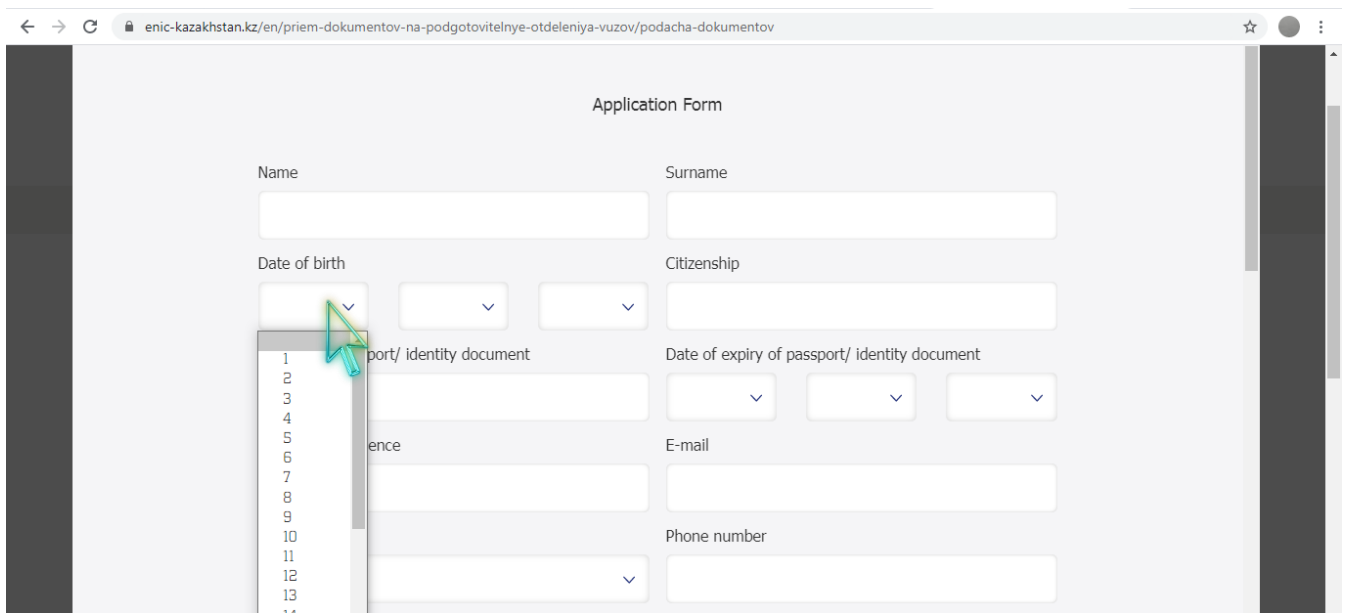 enic-kazakhstan.kz/en/priem-dokumentov-na-podgotovitelnye-otdeleniya-vuzov/podacha-dokumentov
Application Form
Name Surname
Date of birth Citizenship
port/ identity document Date of expiry of passport/ identity document
ence E-mail
Phone number
1
2
3
4
5
6
7
8
9
10
11
12
13